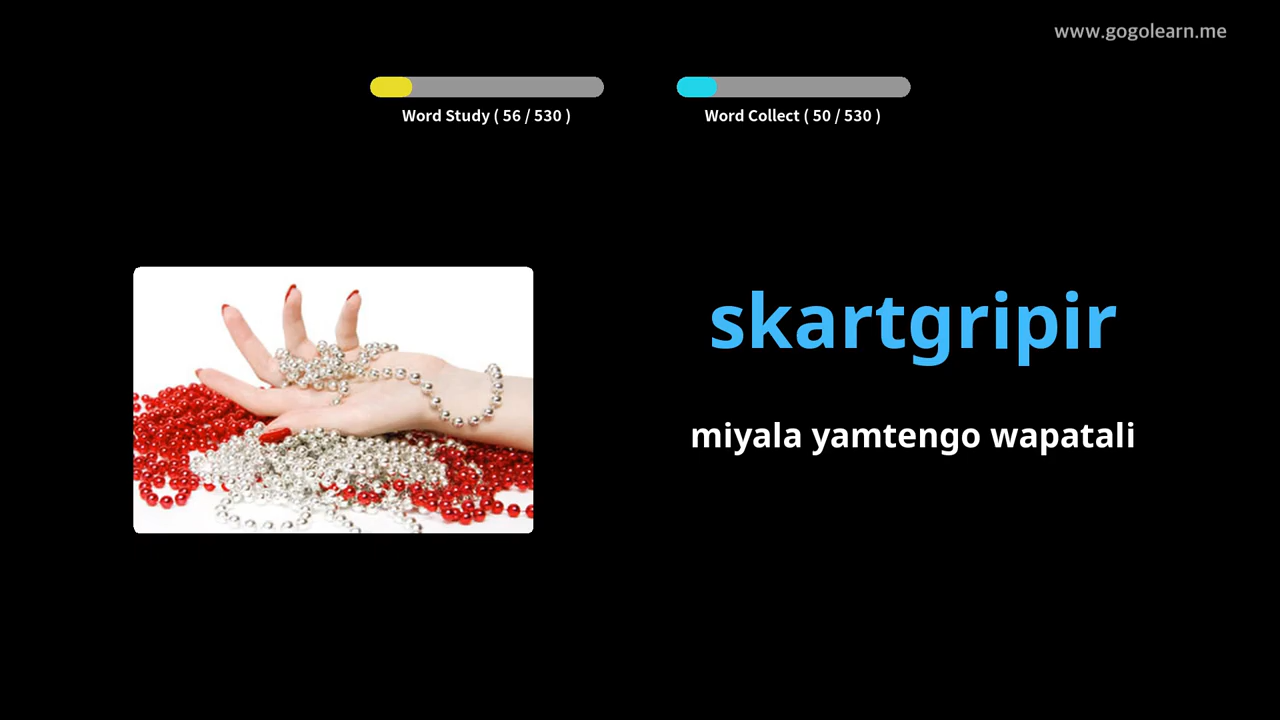 www.gogolearn.me
Word Study ( 56 / 530 )
Word Collect ( 50 / 530 )
skartgripir
miyala yamtengo wapatali